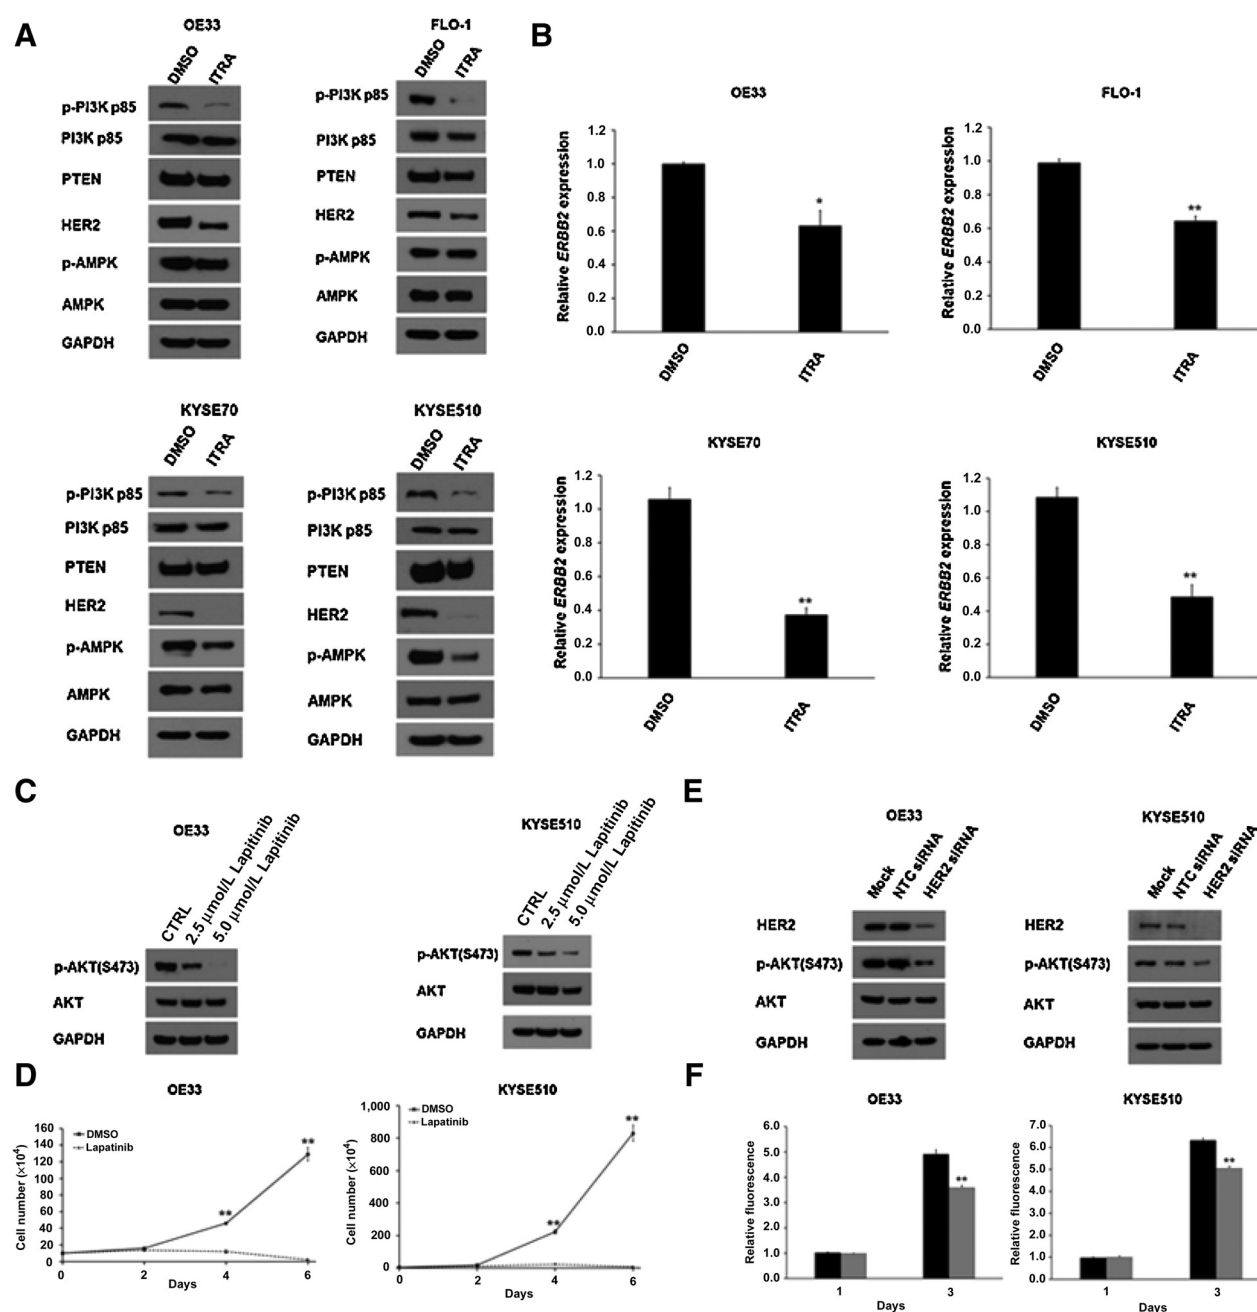 A
OE33
DMSO
ITRA
p-PI3K p85
PI3K p85
PTEN
HER2
p-AMPK
AMPK
GAPDH
FLO-1
DMSO
ITRA
p-PI3K p85
PI3K p85
PTEN
HER2
p-AMPK
AMPK
GAPDH
KYSE70
DMSO
ITRA
p-PI3K p85
PI3K p85
PTEN
HER2
p-AMPK
AMPK
GAPDH
KYSE510
DMSO
ITRA
p-PI3K p85
PI3K p85
PTEN
HER2
p-AMPK
AMPK
GAPDH
B
OE33
Relative ERBB2 expression
1.2
1.0
0.8
0.6
0.4
0.2
0.0
*
DMSO
ITRA
FLO-1
Relative ERBB2 expression
1.2
1.0
0.8
0.6
0.4
0.2
0.0
**
DMSO
ITRA
KYSE70
Relative ERBB2 expression
1.2
1.0
0.8
0.6
0.4
0.2
0.0
**
DMSO
ITRA
KYSE510
Relative ERBB2 expression
1.2
1.0
0.8
0.6
0.4
0.2
0.0
**
DMSO
ITRA
C
OE33
CTRL
2.5 μmol/L Lapitinib
5.0 μmol/L Lapitinib
p-AKT(S473)
AKT
GAPDH
KYSE510
CTRL
2.5 μmol/L Lapitinib
5.0 μmol/L Lapitinib
p-AKT(S473)
AKT
GAPDH
D
OE33
Cell number (×10⁴)
160
140
120
100
80
60
40
20
0
DMSO
Lapatinib
**
**
0
2
4
6
Days
KYSE510
Cell number (×10⁴)
1,000
800
600
400
200
0
DMSO
Lapatinib
**
**
0
2
4
6
Days
E
OE33
Mock
NTC siRNA
HER2 siRNA
HER2
p-AKT(S473)
AKT
GAPDH
KYSE510
Mock
NTC siRNA
HER2 siRNA
HER2
p-AKT(S473)
AKT
GAPDH
F
OE33
Relative fluorescence
6.0
5.0
4.0
3.0
2.0
1.0
0.0
**
1
3
Days
KYSE510
Relative fluorescence
7.0
6.0
5.0
4.0
3.0
2.0
1.0
0.0
**
1
3
Days